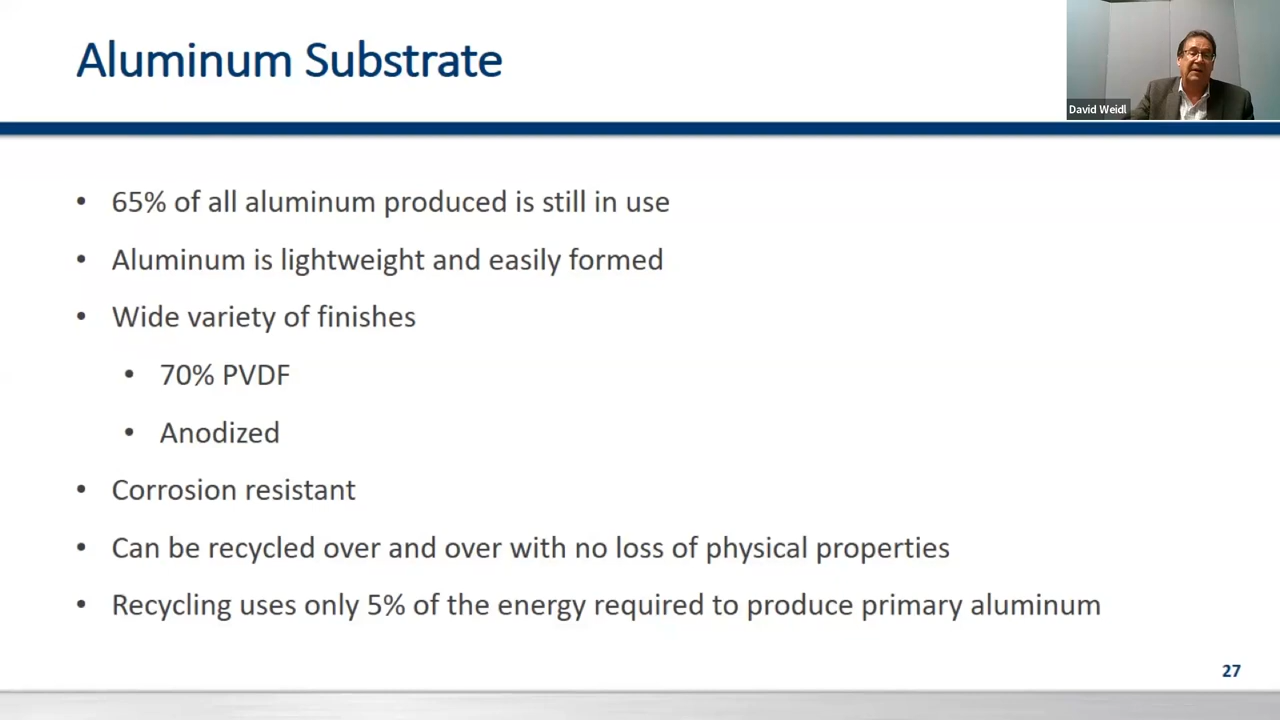 Aluminum Substrate
David Weidl
• 65% of all aluminum produced is still in use
• Aluminum is lightweight and easily formed
• Wide variety of finishes
• 70% PVDF
• Anodized
• Corrosion resistant
• Can be recycled over and over with no loss of physical properties
• Recycling uses only 5% of the energy required to produce primary aluminum
27